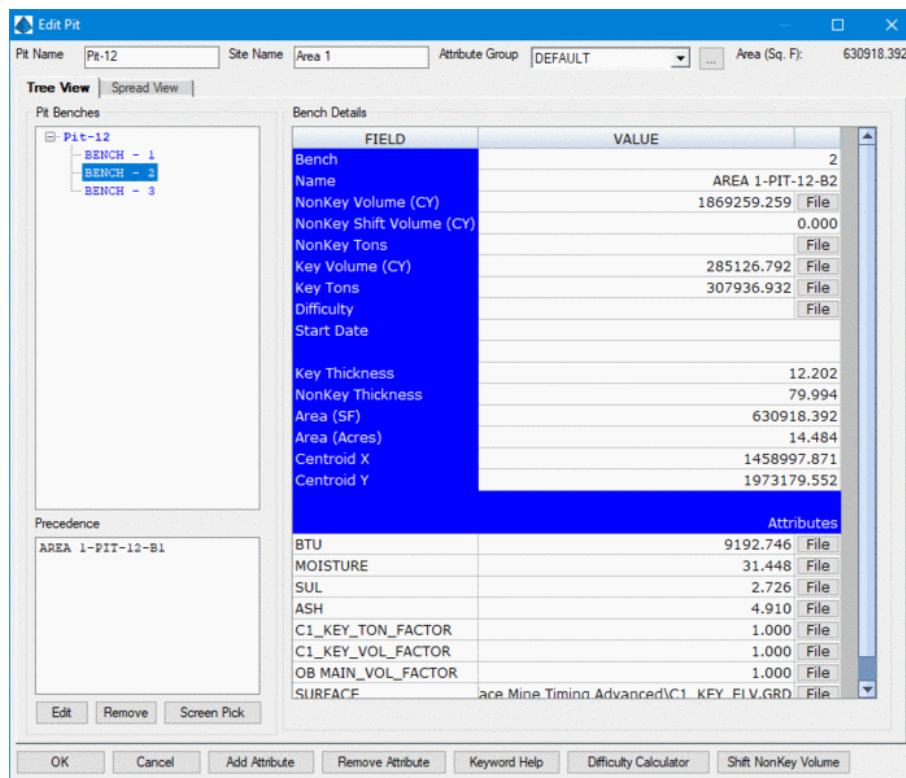 Edit Pit
Pit Name Pit-12 Site Name Area 1 Attribute Group DEFAULT ... Area (Sq. F): 630918.392
Tree View Spread View
Pit Benches
Pit-12
BENCH - 1
BENCH - 2
BENCH - 3
Precedence
AREA 1-PIT-12-B1
Edit Remove Screen Pick
Bench Details
FIELD VALUE
Bench 2
Name AREA 1-PIT-12-B2
NonKey Volume (CY) 1869259.259 File
NonKey Shift Volume (CY) 0.000
NonKey Tons File
Key Volume (CY) 285126.792 File
Key Tons 307936.932 File
Difficulty File
Start Date
Key Thickness 12.202
NonKey Thickness 79.994
Area (SF) 630918.392
Area (Acres) 14.484
Centroid X 1458997.871
Centroid Y 1973179.552
Attributes
BTU 9192.746 File
MOISTURE 31.448 File
SUL 2.726 File
ASH 4.910 File
C1_KEY_TON_FACTOR 1.000 File
C1_KEY_VOL_FACTOR 1.000 File
OB MAIN_VOL_FACTOR 1.000 File
SURFACE ace Mine Timing Advanced\C1_KEY_ELV.GRD File
OK Cancel Add Attribute Remove Attribute Keyword Help Difficulty Calculator Shift NonKey Volume